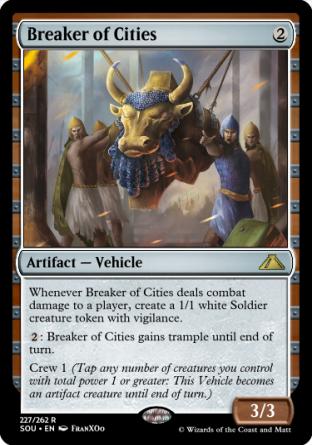 Breaker of Cities 2
Artifact — Vehicle
Whenever Breaker of Cities deals combat
damage to a player, create a 1/1 white Soldier
creature token with vigilance.
2: Breaker of Cities gains trample until end of
turn.
Crew 1 (Tap any number of creatures you control
with total power 1 or greater: This Vehicle becomes
an artifact creature until end of turn.)
3/3
227/262 R
SOU • EN FranXOo
© Wizards of the Coast and Matt